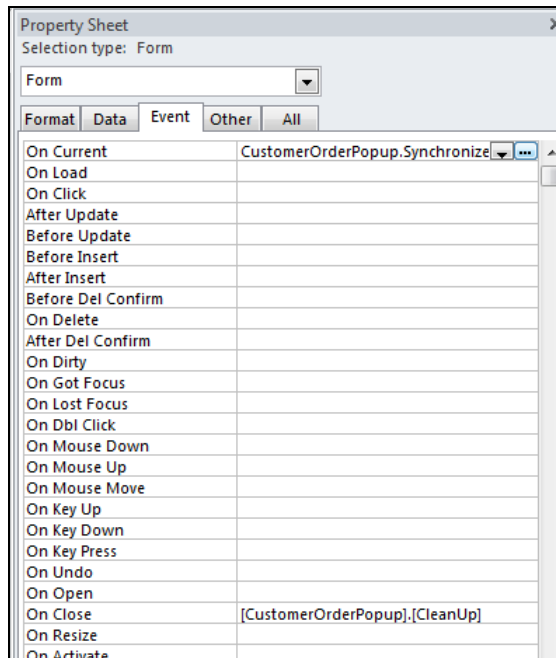 Property Sheet
Selection type: Form
Form
Format Data Event Other All
On Current CustomerOrderPopup.Synchronize
On Load
On Click
After Update
Before Update
Before Insert
After Insert
Before Del Confirm
On Delete
After Del Confirm
On Dirty
On Got Focus
On Lost Focus
On Dbl Click
On Mouse Down
On Mouse Up
On Mouse Move
On Key Up
On Key Down
On Key Press
On Undo
On Open
On Close [CustomerOrderPopup].[CleanUp]
On Resize
On Activate